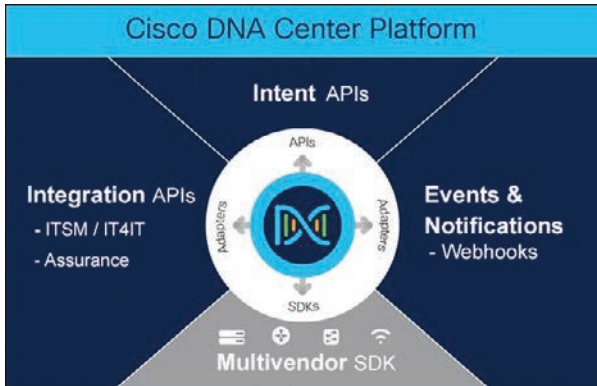 Cisco DNA Center Platform
Intent APIs
APIs
Integration APIs
- ITSM / IT4IT
- Assurance
Adapters
Adapters
Events &
Notifications
- Webhooks
SDKs
Multivendor SDK